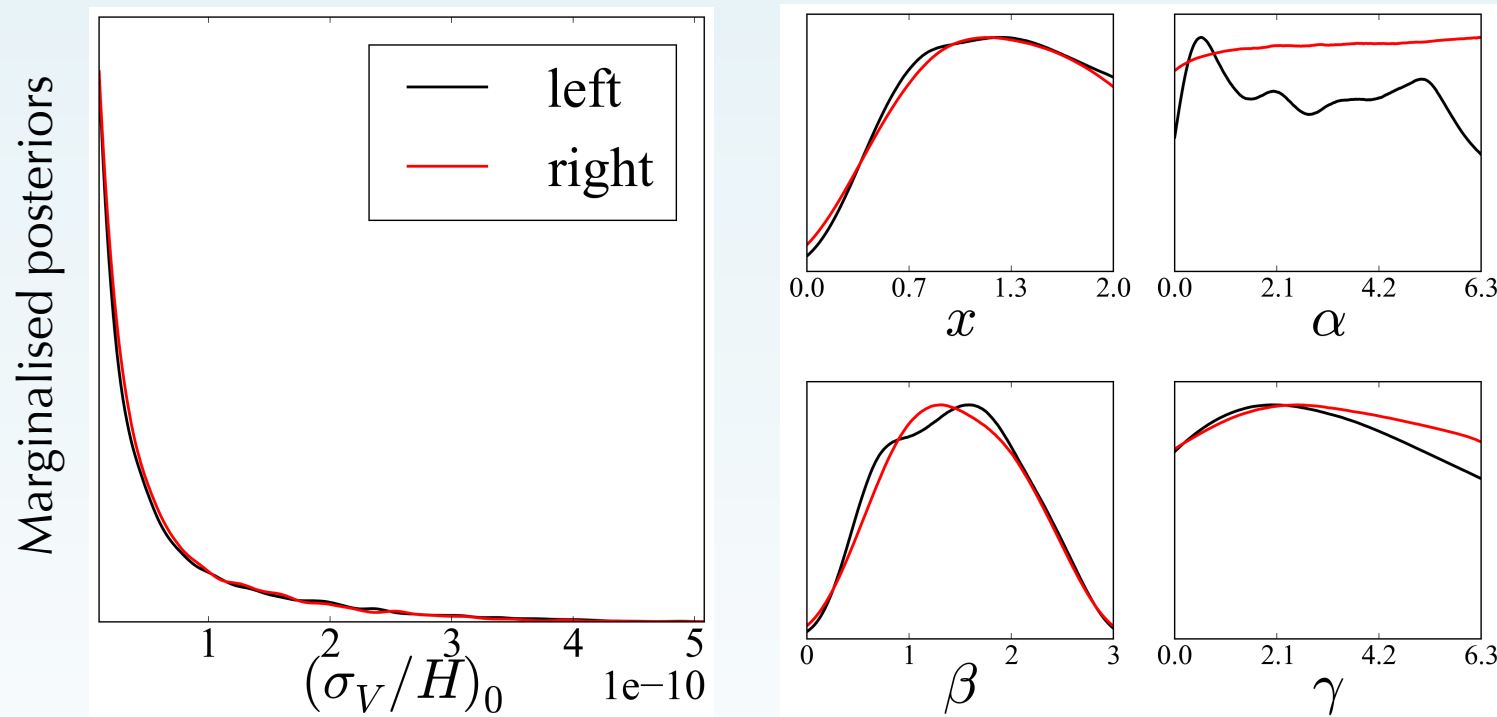 Marginalised posteriors
left
right
1 2 3 4 5
(σ_V/H)_0 1e−10
0.0 0.7 1.3 2.0
x
0.0 2.1 4.2 6.3
α
0 1 2 3
β
0.0 2.1 4.2 6.3
γ